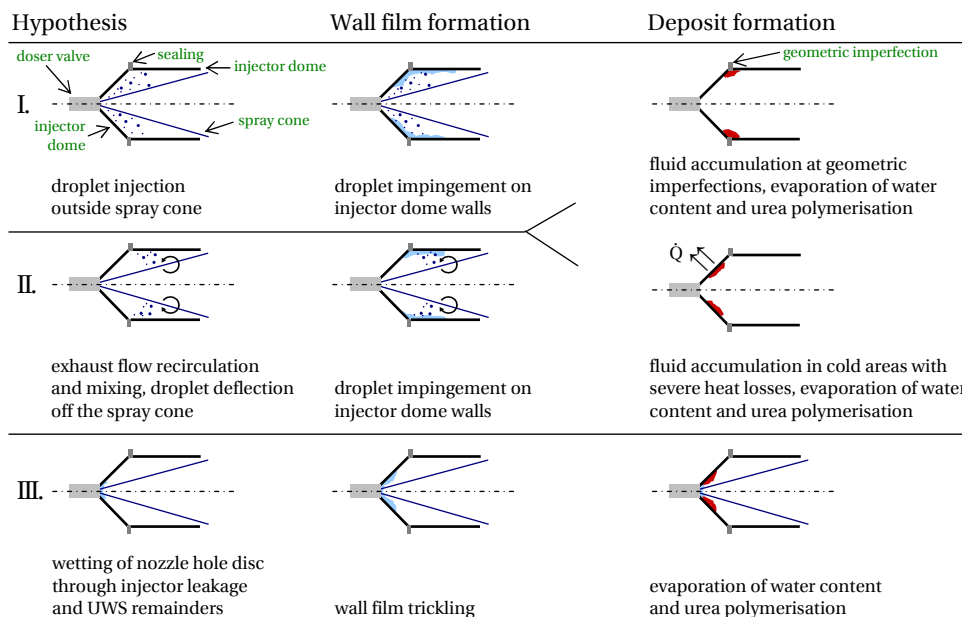 Hypothesis
Wall film formation
Deposit formation
I.
doser valve
sealing
injector dome
injector
dome
spray cone
geometric imperfection
droplet injection
outside spray cone
droplet impingement on
injector dome walls
fluid accumulation at geometric
imperfections, evaporation of water
content and urea polymerisation
II.
Q̇
exhaust flow recirculation
and mixing, droplet deflection
off the spray cone
droplet impingement on
injector dome walls
fluid accumulation in cold areas with
severe heat losses, evaporation of water
content and urea polymerisation
III.
wetting of nozzle hole disc
through injector leakage
and UWS remainders
wall film trickling
evaporation of water content
and urea polymerisation